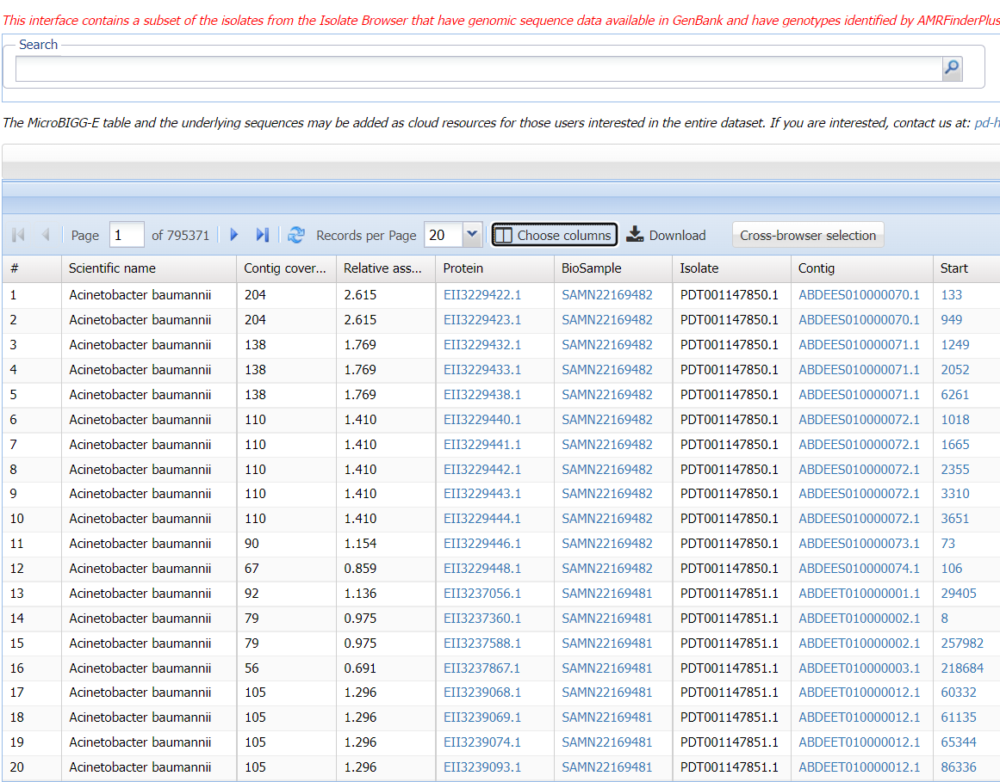 This interface contains a subset of the isolates from the Isolate Browser that have genomic sequence data available in GenBank and have genotypes identified by AMRFinderPlus
Search
The MicroBIGG-E table and the underlying sequences may be added as cloud resources for those users interested in the entire dataset. If you are interested, contact us at: pd-h
Page 1 of 795371 Records per Page 20 Choose columns Download Cross-browser selection
# Scientific name Contig cover... Relative ass... Protein BioSample Isolate Contig Start
1 Acinetobacter baumannii 204 2.615 EII3229422.1 SAMN22169482 PDT001147850.1 ABDEES010000070.1 133
2 Acinetobacter baumannii 204 2.615 EII3229423.1 SAMN22169482 PDT001147850.1 ABDEES010000070.1 949
3 Acinetobacter baumannii 138 1.769 EII3229432.1 SAMN22169482 PDT001147850.1 ABDEES010000071.1 1249
4 Acinetobacter baumannii 138 1.769 EII3229433.1 SAMN22169482 PDT001147850.1 ABDEES010000071.1 2052
5 Acinetobacter baumannii 138 1.769 EII3229438.1 SAMN22169482 PDT001147850.1 ABDEES010000071.1 6261
6 Acinetobacter baumannii 110 1.410 EII3229440.1 SAMN22169482 PDT001147850.1 ABDEES010000072.1 1018
7 Acinetobacter baumannii 110 1.410 EII3229441.1 SAMN22169482 PDT001147850.1 ABDEES010000072.1 1665
8 Acinetobacter baumannii 110 1.410 EII3229442.1 SAMN22169482 PDT001147850.1 ABDEES010000072.1 2355
9 Acinetobacter baumannii 110 1.410 EII3229443.1 SAMN22169482 PDT001147850.1 ABDEES010000072.1 3310
10 Acinetobacter baumannii 110 1.410 EII3229444.1 SAMN22169482 PDT001147850.1 ABDEES010000072.1 3651
11 Acinetobacter baumannii 90 1.154 EII3229446.1 SAMN22169482 PDT001147850.1 ABDEES010000073.1 73
12 Acinetobacter baumannii 67 0.859 EII3229448.1 SAMN22169482 PDT001147850.1 ABDEES010000074.1 106
13 Acinetobacter baumannii 92 1.136 EII3237056.1 SAMN22169481 PDT001147851.1 ABDEET010000001.1 29405
14 Acinetobacter baumannii 79 0.975 EII3237360.1 SAMN22169481 PDT001147851.1 ABDEET010000002.1 8
15 Acinetobacter baumannii 79 0.975 EII3237588.1 SAMN22169481 PDT001147851.1 ABDEET010000002.1 257982
16 Acinetobacter baumannii 56 0.691 EII3237867.1 SAMN22169481 PDT001147851.1 ABDEET010000003.1 218684
17 Acinetobacter baumannii 105 1.296 EII3239068.1 SAMN22169481 PDT001147851.1 ABDEET010000012.1 60332
18 Acinetobacter baumannii 105 1.296 EII3239069.1 SAMN22169481 PDT001147851.1 ABDEET010000012.1 61135
19 Acinetobacter baumannii 105 1.296 EII3239074.1 SAMN22169481 PDT001147851.1 ABDEET010000012.1 65344
20 Acinetobacter baumannii 105 1.296 EII3239093.1 SAMN22169481 PDT001147851.1 ABDEET010000012.1 86336